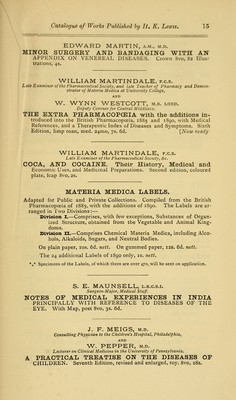 Catalogue of Works Published by H. K. Lewis. 15
EDWARD MARTIN, A.M., M.D.
MINOR SURGERY AND BANDAGING WITH AN
APPENDIX ON VENEREAL DISEASES. Crown 8vo, 82 Illus-
trations, 4s.
WILLIAM MARTINDALE, F.C.S.
Late Examiner of the Pharmaceutical Society, and late Teacher of Pharmacy and Demon-
strator of Materia Medica at University College,
AND
W. WYNN WESTCOTT, M.B. LOND.
Deputy Coroner for Central Middlesex.
THE EXTRA PHARMACOPŒIA with the additions in-
troduced into the British Pharmacopœia, 1885 and 1890, with Medical
References, and a Therapeutic Index of Diseases and Symptoms. Sixth
Edition, limp roan, med. 24mo, 7s. 6d. [Now ready
WILLIAM MARTINDALE, F.C.S.
Late Examiner of the Pharmaceutical Society, &c.
COCA, AND COCAINE. Their History, Medical and
Economic Uses, and Medicinal Preparations. Second edition, coloured
plate, fcap 8vo, 2s.
MATERIA MEDICA LABELS.
Adapted for Public and Private Collections. Compiled from the British
Pharmacopœia of 1885, with the additions of 1890. The Labels are ar-
ranged in Two Divisions:—
Division I.—Comprises, with few exceptions, Substances of Organ-
ized Structure, obtained from the Vegetable and Animal King-
doms.
Division II.—Comprises Chemical Materia Medica, including Alco-
hols, Alkaloids, Sugars, and Neutral Bodies.
On plain paper, 10s. 6d. nett. On gummed paper, 12s. 6d. nett.
The 24 additional Labels of 1890 only, 1s. nett.
*⁎* Specimens of the Labels, of which there are over 470, will be sent on application.
S. E. MAUNSELL, L.R.C.S.I.
Surgeon-Major, Medical Staff.
NOTES OF MEDICAL EXPERIENCES IN INDIA
PRINCIPALLY WITH REFERENCE TO DISEASES OF THE
EYE. With Map, post 8vo, 3s. 6d.
J. F. MEIGS, M.D.
Consulting Physician to the Children's Hospital, Philadelphia,
AND
W. PEPPER, M.D.
Lecturer on Clinical Medicine in the University of Pennsylvania.
A PRACTICAL TREATISE ON THE DISEASES OF
CHILDREN. Seventh Edition, revised and enlarged, roy. 8vo, 28s.